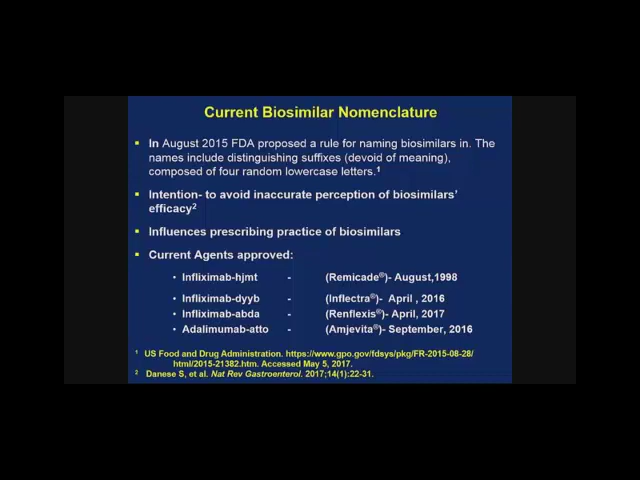 Current Biosimilar Nomenclature
▪ In August 2015 FDA proposed a rule for naming biosimilars in. The
names include distinguishing suffixes (devoid of meaning),
composed of four random lowercase letters.¹
▪ Intention- to avoid inaccurate perception of biosimilars'
efficacy²
▪ Influences prescribing practice of biosimilars
▪ Current Agents approved:
• Infliximab-hjmt - (Remicade®)- August,1998
• Infliximab-dyyb - (Inflectra®)- April , 2016
• Infliximab-abda - (Renflexis®)- April, 2017
• Adalimumab-atto - (Amjevita®)- September, 2016
¹ US Food and Drug Administration. https://www.gpo.gov/fdsys/pkg/FR-2015-08-28/
html/2015-21382.htm. Accessed May 5, 2017.
² Danese S, et al. Nat Rev Gastroenterol. 2017;14(1):22-31.